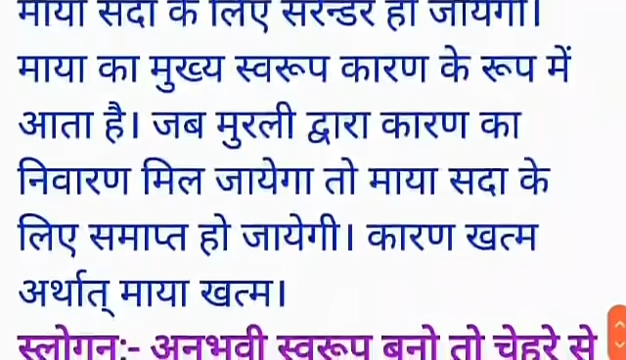 माया सदा के लिए सरेन्डर हो जायेगी।
माया का मुख्य स्वरूप कारण के रूप में
आता है। जब मुरली द्वारा कारण का
निवारण मिल जायेगा तो माया सदा के
लिए समाप्त हो जायेगी। कारण खत्म
अर्थात् माया खत्म।
स्लोगन:- अनुभवी स्वरूप बनो तो चेहरे से